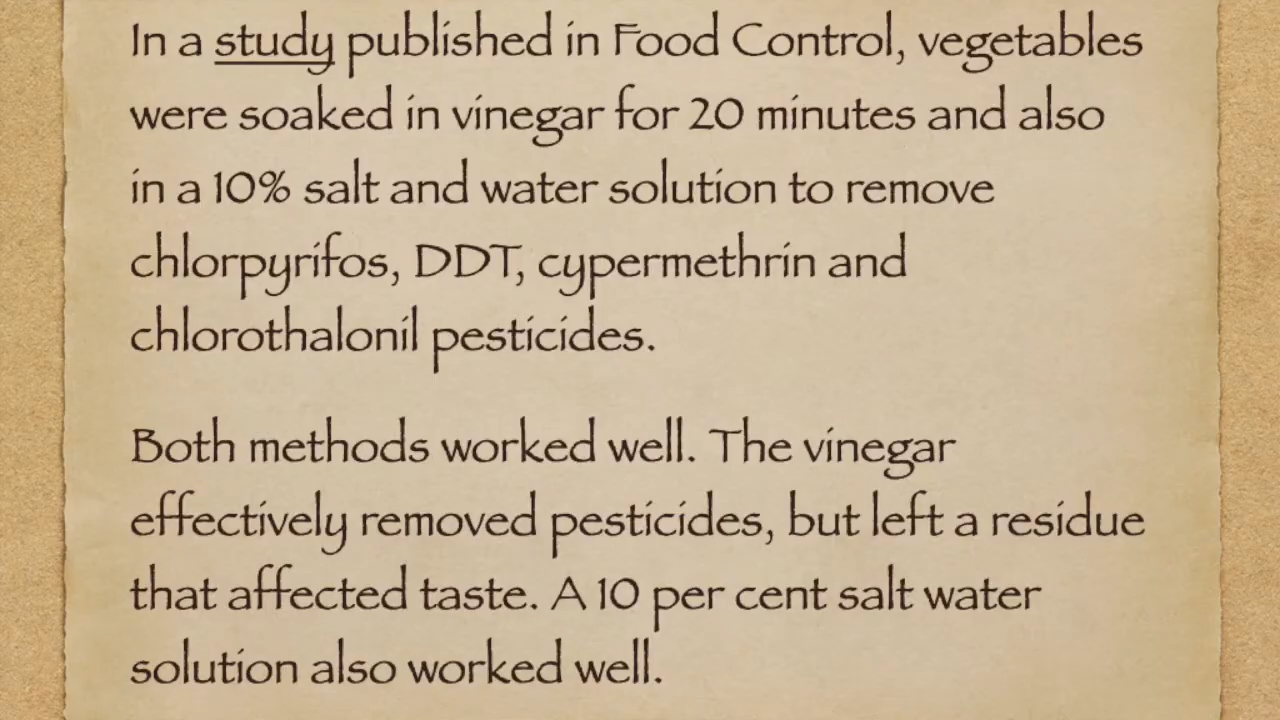 In a study published in Food Control, vegetables
were soaked in vinegar for 20 minutes and also
in a 10% salt and water solution to remove
chlorpyrifos, DDT, cypermethrin and
chlorothalonil pesticides.
Both methods worked well. The vinegar
effectively removed pesticides, but left a residue
that affected taste. A 10 per cent salt water
solution also worked well.